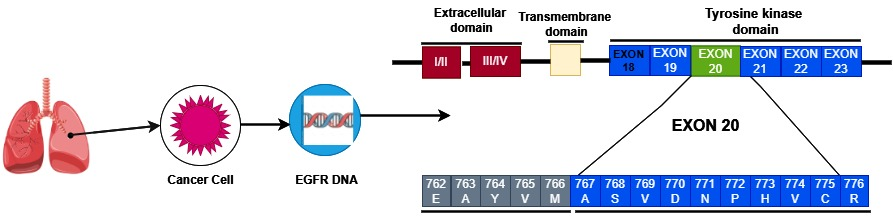 Extracellular
domain
Transmembrane
domain
Tyrosine kinase
domain
I/II
III/IV
EXON
18
EXON
19
EXON
20
EXON
21
EXON
22
EXON
23
Cancer Cell
EGFR DNA
EXON 20
762 763 764 765 766 767 768 769 770 771 772 773 774 775 776
E A Y V M A S V D N P H V C R